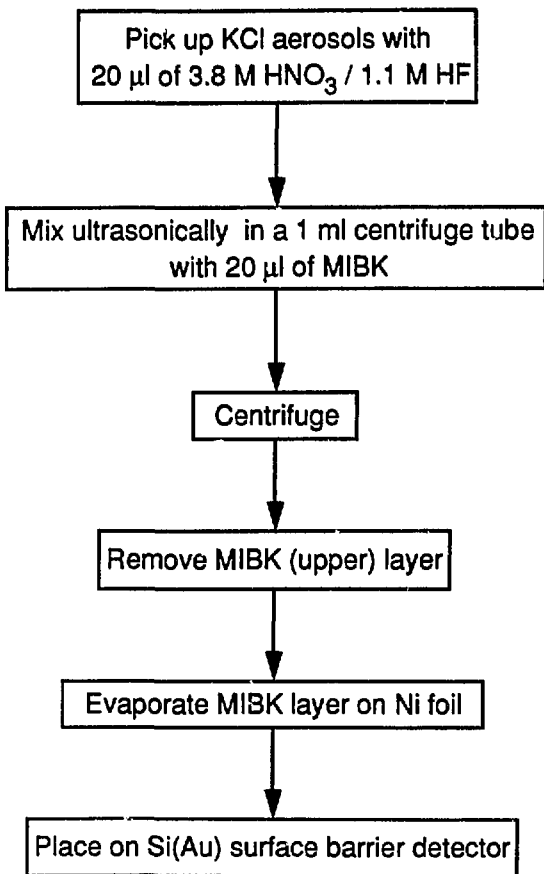 Pick up KCl aerosols with
20 µl of 3.8 M HNO3 / 1.1 M HF
Mix ultrasonically in a 1 ml centrifuge tube
with 20 µl of MIBK
Centrifuge
Remove MIBK (upper) layer
Evaporate MIBK layer on Ni foil
Place on Si(Au) surface barrier detector